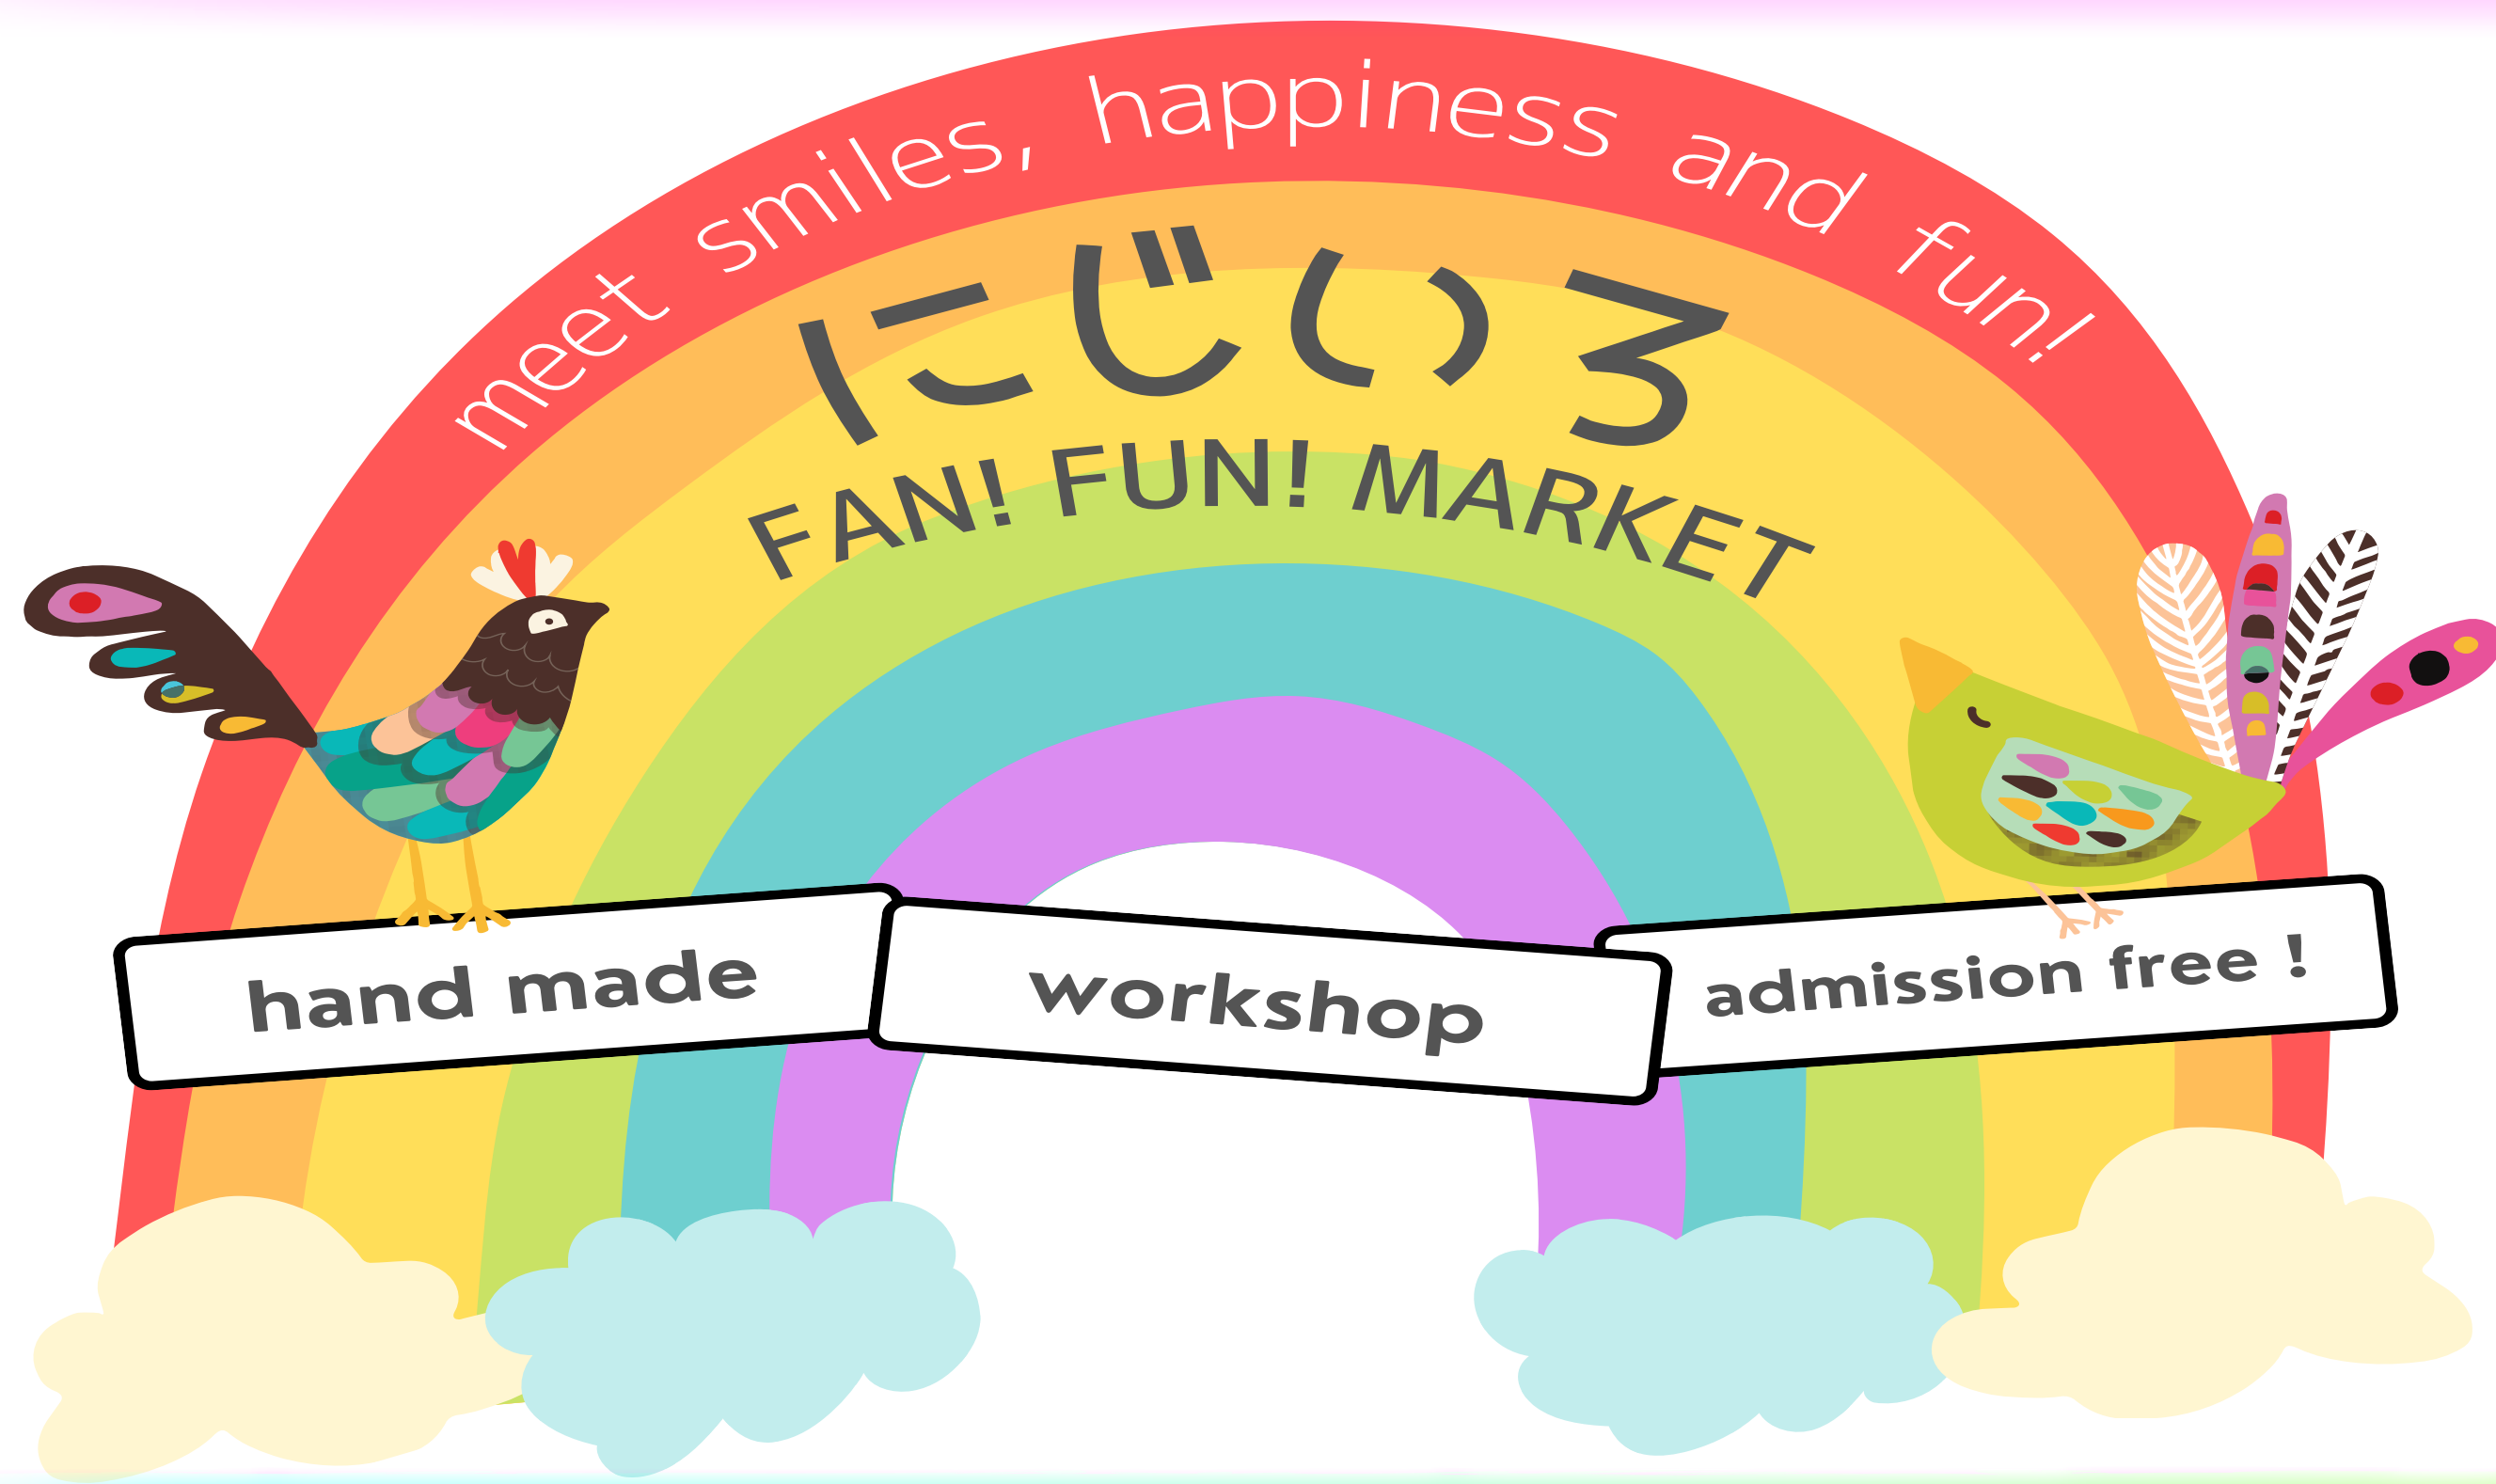 meet smiles, happiness and fun!
にじいろ
FAN! FUN! MARKET
hand made
workshop
admission free !